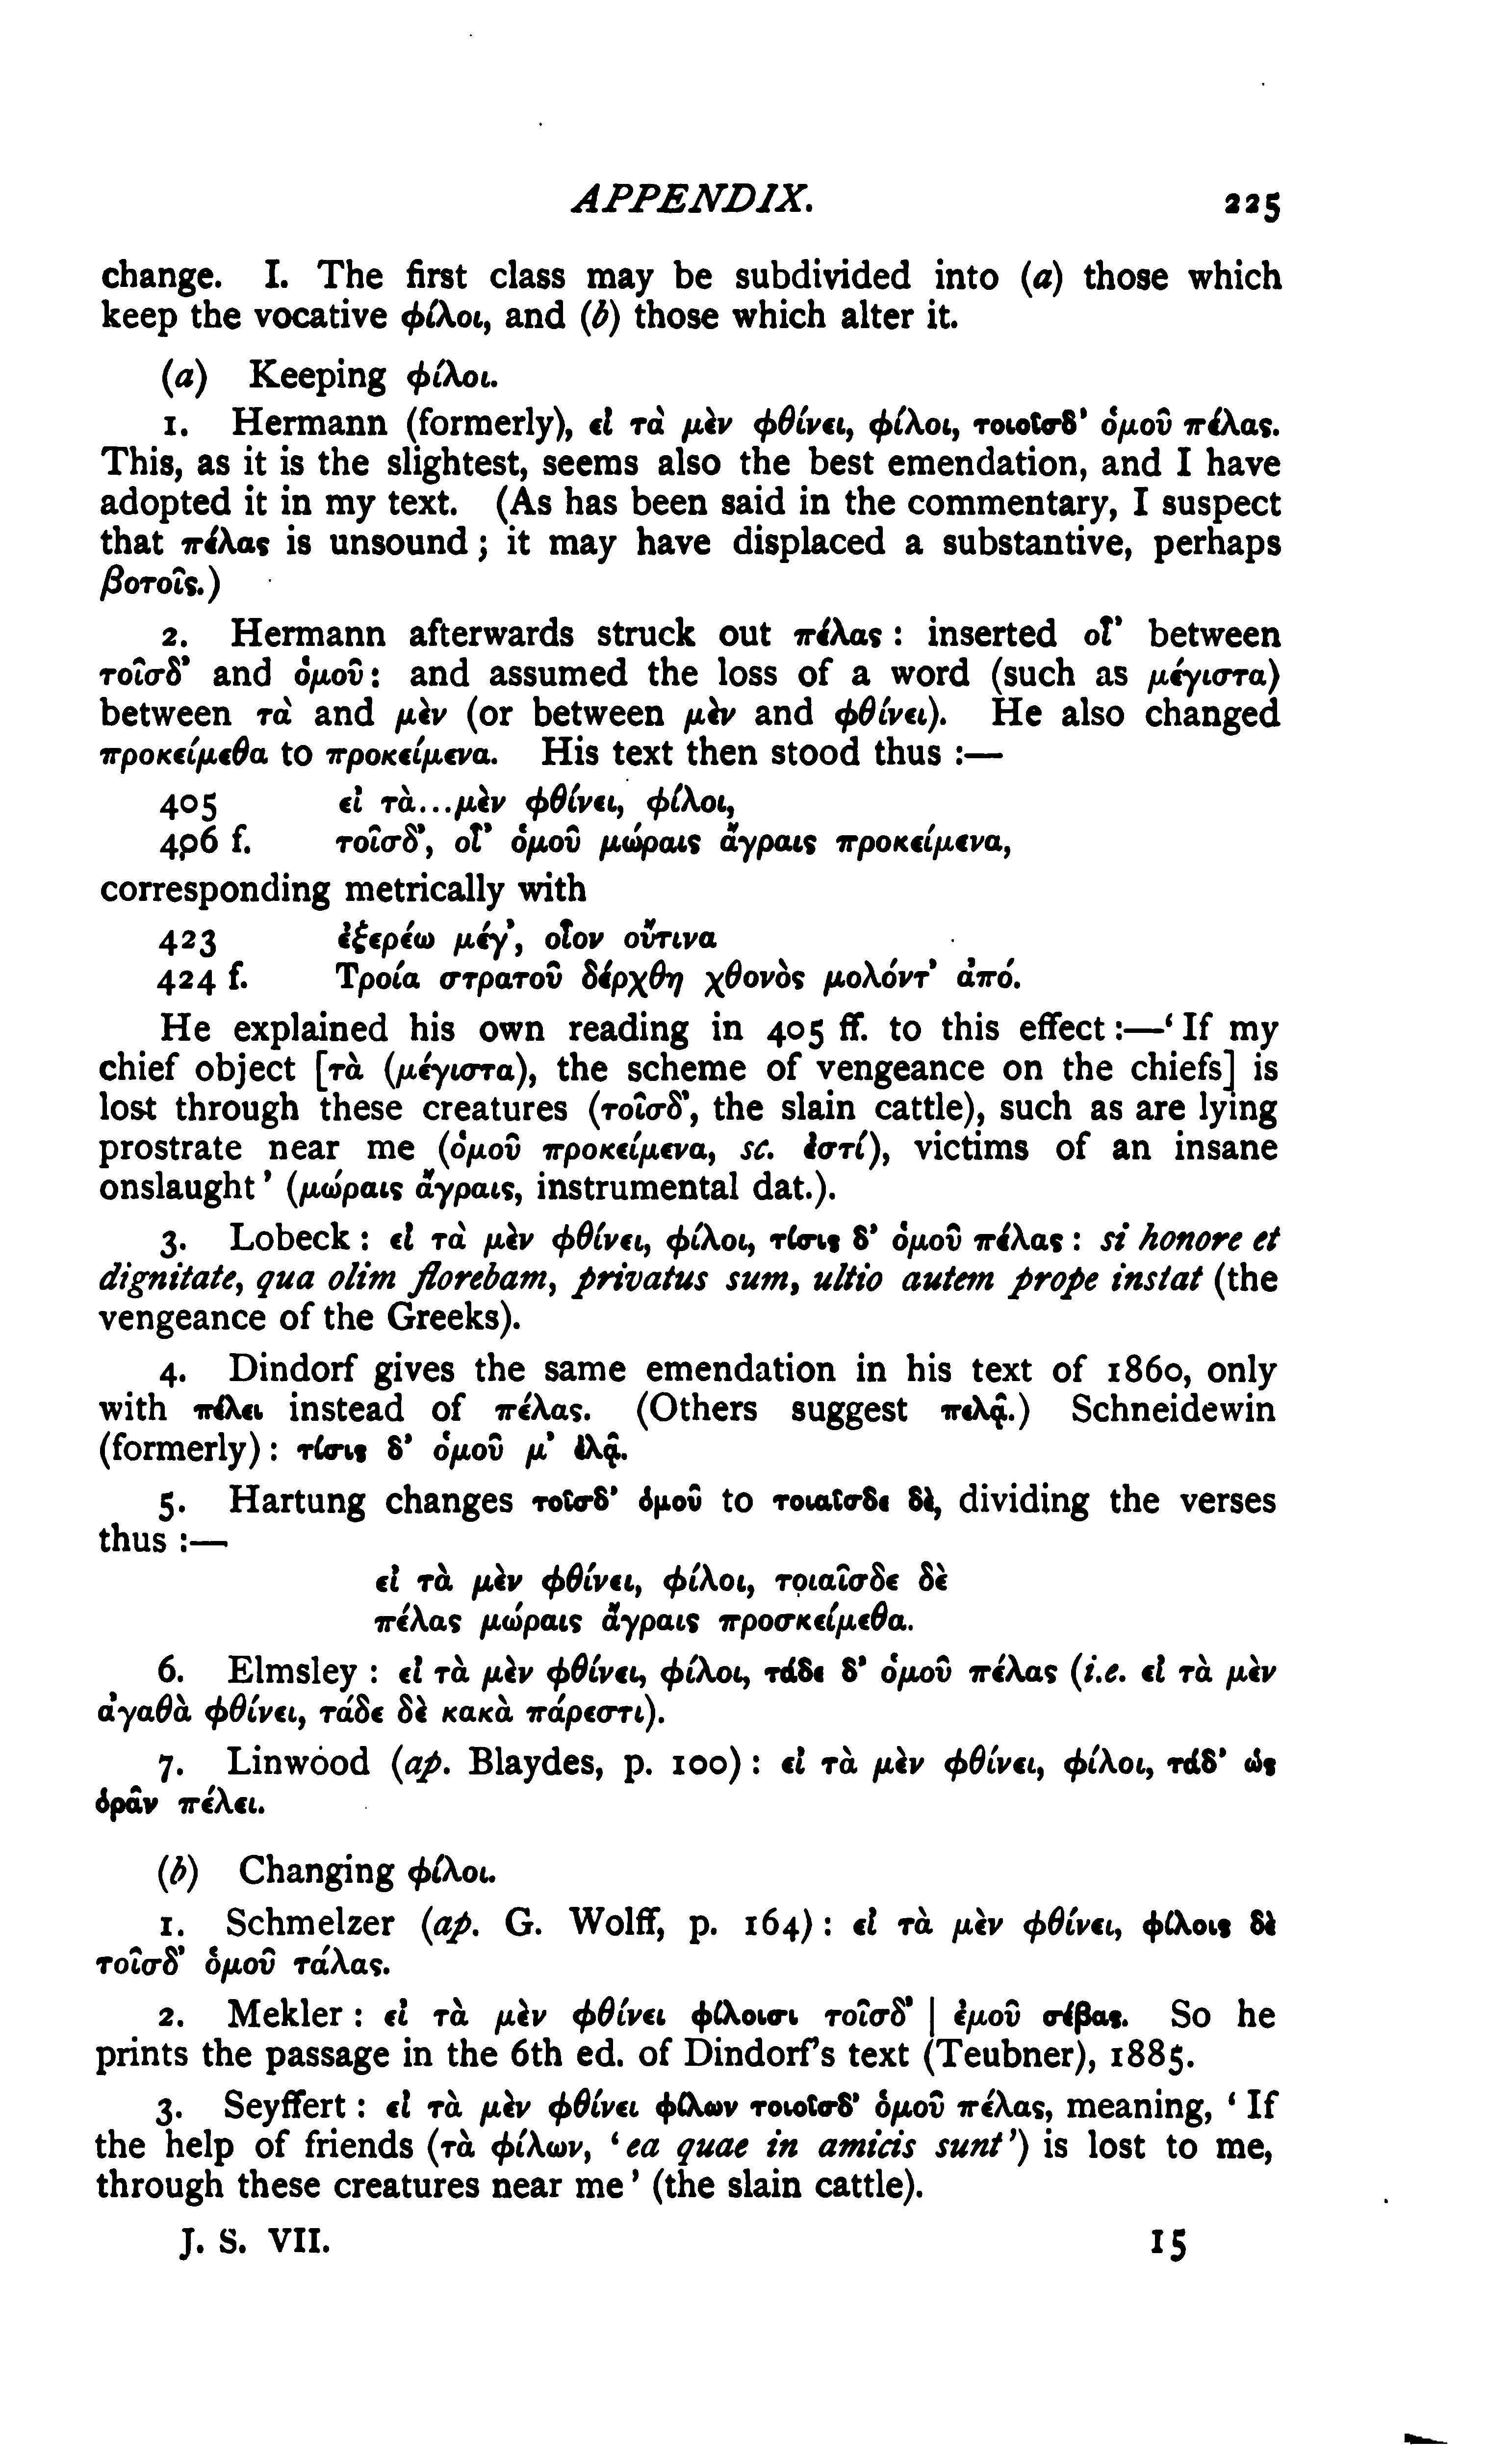 APPENDIX. 225
change. I. The first class may be subdivided into (a) those which
keep the vocative φίλοι, and (b) those which alter it.
(a) Keeping φίλοι.
1. Hermann (formerly), εἰ τὰ μὲν φθίνει, φίλοι, τοιοῖσδ’ ὁμοῦ πέλας.
This, as it is the slightest, seems also the best emendation, and I have
adopted it in my text. (As has been said in the commentary, I suspect
that πέλας is unsound; it may have displaced a substantive, perhaps
βοτοῖς.)
2. Hermann afterwards struck out πέλας: inserted οἷ’ between
τοῖσδ’ and ὁμοῦ: and assumed the loss of a word (such as μέγιστα)
between τὰ and μὲν (or between μὲν and φθίνει). He also changed
προκείμεθα to προκείμενα. His text then stood thus:—
405 εἰ τὰ...μὲν φθίνει, φίλοι,
406 f. τοῖσδ’, οἷ’ ὁμοῦ μώραις ἄγραις προκείμενα,
corresponding metrically with
423 ἐξερέω μέγ’, οἷον οὔτινα
424 f. Τροία στρατοῦ δέρχθη χθονὸς μολόντ’ ἀπό.
He explained his own reading in 405 ff. to this effect:—‘If my
chief object [τὰ (μέγιστα), the scheme of vengeance on the chiefs] is
lost through these creatures (τοῖσδ’, the slain cattle), such as are lying
prostrate near me (ὁμοῦ προκείμενα, sc. ἐστί), victims of an insane
onslaught’ (μώραις ἄγραις, instrumental dat.).
3. Lobeck: εἰ τὰ μὲν φθίνει, φίλοι, τίσις δ’ ὁμοῦ πέλας: si honore et
dignitate, qua olim florebam, privatus sum, ultio autem prope instat (the
vengeance of the Greeks).
4. Dindorf gives the same emendation in his text of 1860, only
with πέλει instead of πέλας. (Others suggest πελᾷ.) Schneidewin
(formerly): τίσις δ’ ὁμοῦ μ’ ἐλᾷ.
5. Hartung changes τοῖσδ’ ὁμοῦ to τοιαῖσδε δὲ, dividing the verses
thus:—
εἰ τὰ μὲν φθίνει, φίλοι, τοιαῖσδε δὲ
πέλας μώραις ἄγραις προσκείμεθα.
6. Elmsley: εἰ τὰ μὲν φθίνει, φίλοι, τάδε δ’ ὁμοῦ πέλας (i.e. εἰ τὰ μὲν
ἀγαθὰ φθίνει, τάδε δὲ κακὰ πάρεστι).
7. Linwood (ap. Blaydes, p. 100): εἰ τὰ μὲν φθίνει, φίλοι, τάδ’ ὡς
ὁρᾶν πέλει.
(b) Changing φίλοι.
1. Schmelzer (ap. G. Wolff, p. 164): εἰ τὰ μὲν φθίνει, φίλοις δὲ
τοῖσδ’ ὁμοῦ τάλας.
2. Mekler: εἰ τὰ μὲν φθίνει φίλοισι τοῖσδ’ | ἐμοῦ σέβας. So he
prints the passage in the 6th ed. of Dindorf’s text (Teubner), 1885.
3. Seyffert: εἰ τὰ μὲν φθίνει φίλων τοιοῖσδ’ ὁμοῦ πέλας, meaning, ‘If
the help of friends (τὰ φίλων, ‘ea quae in amicis sunt’) is lost to me,
through these creatures near me’ (the slain cattle).
J. S. VII. 15